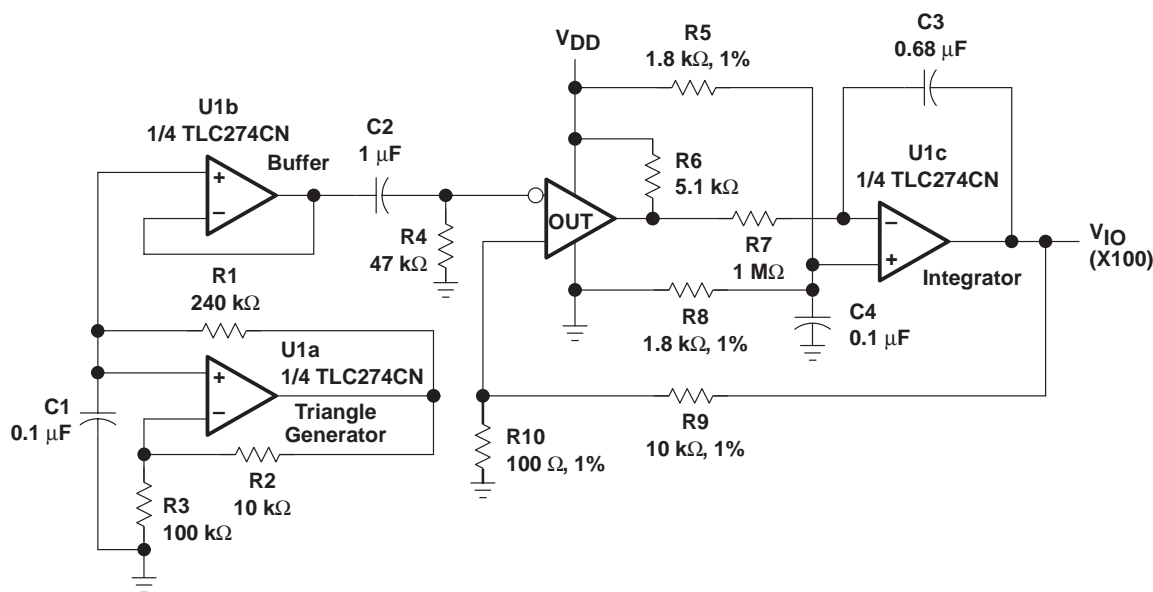 V_DD
R5
1.8 kΩ, 1%
C3
0.68 µF
U1b
1/4 TLC274CN
Buffer
+
−
C2
1 µF
R4
47 kΩ
OUT
R6
5.1 kΩ
R7
1 MΩ
U1c
1/4 TLC274CN
−
+
Integrator
V_IO
(X100)
R8
1.8 kΩ, 1%
C4
0.1 µF
R1
240 kΩ
U1a
1/4 TLC274CN
+
−
Triangle
Generator
C1
0.1 µF
R2
10 kΩ
R3
100 kΩ
R10
100 Ω, 1%
R9
10 kΩ, 1%